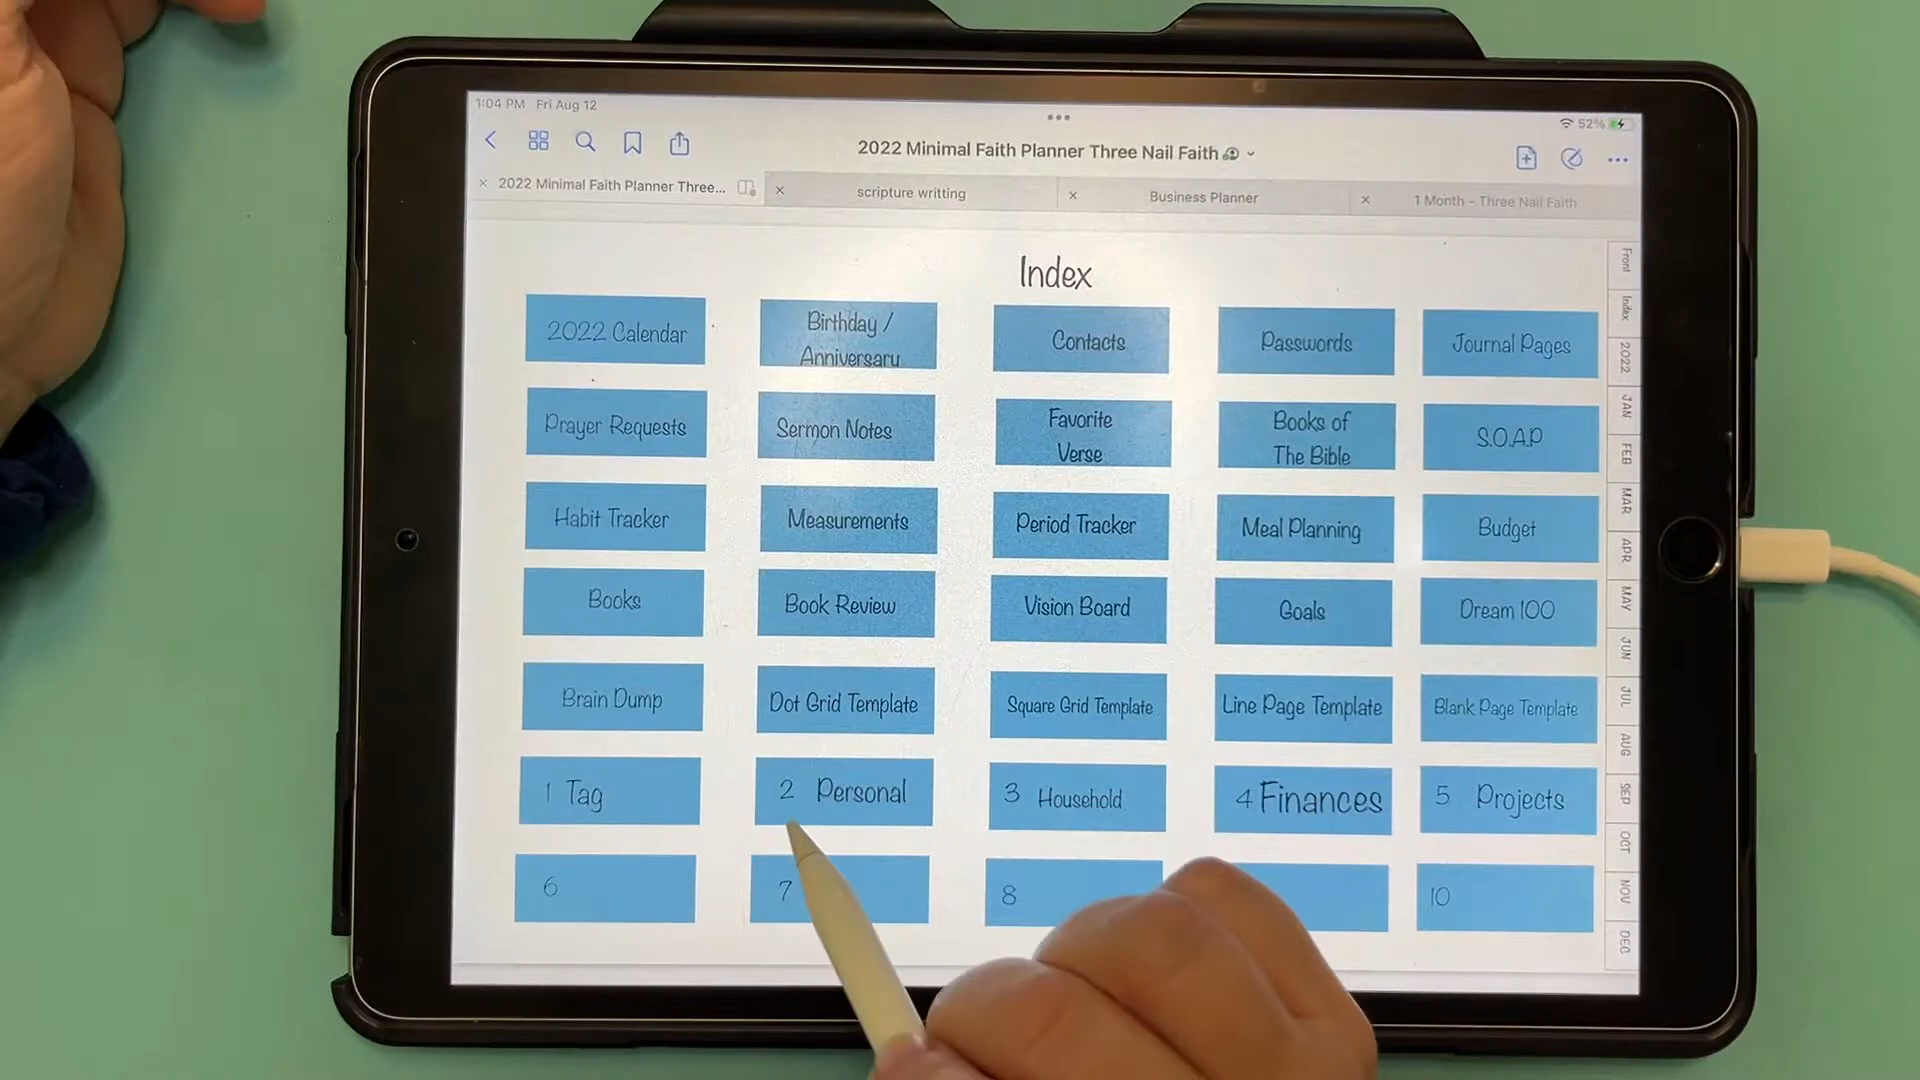 1:04 PM Fri Aug 12
52%
2022 Minimal Faith Planner Three Nail Faith
2022 Minimal Faith Planner Three...
scripture writting
Business Planner
1 Month - Three Nail Faith
Index
2022 Calendar
Birthday /
Anniversary
Contacts
Passwords
Journal Pages
Prayer Requests
Sermon Notes
Favorite
Verse
Books of
The Bible
S.O.A.P
Habit Tracker
Measurements
Period Tracker
Meal Planning
Budget
Books
Book Review
Vision Board
Goals
Dream 100
Brain Dump
Dot Grid Template
Square Grid Template
Line Page Template
Blank Page Template
1 Tag
2 Personal
3 Household
4 Finances
5 Projects
6
7
8
10
Front
Index
2022
JAN
FEB
MAR
APR
MAY
JUN
JUL
AUG
SEP
OCT
NOV
DEC